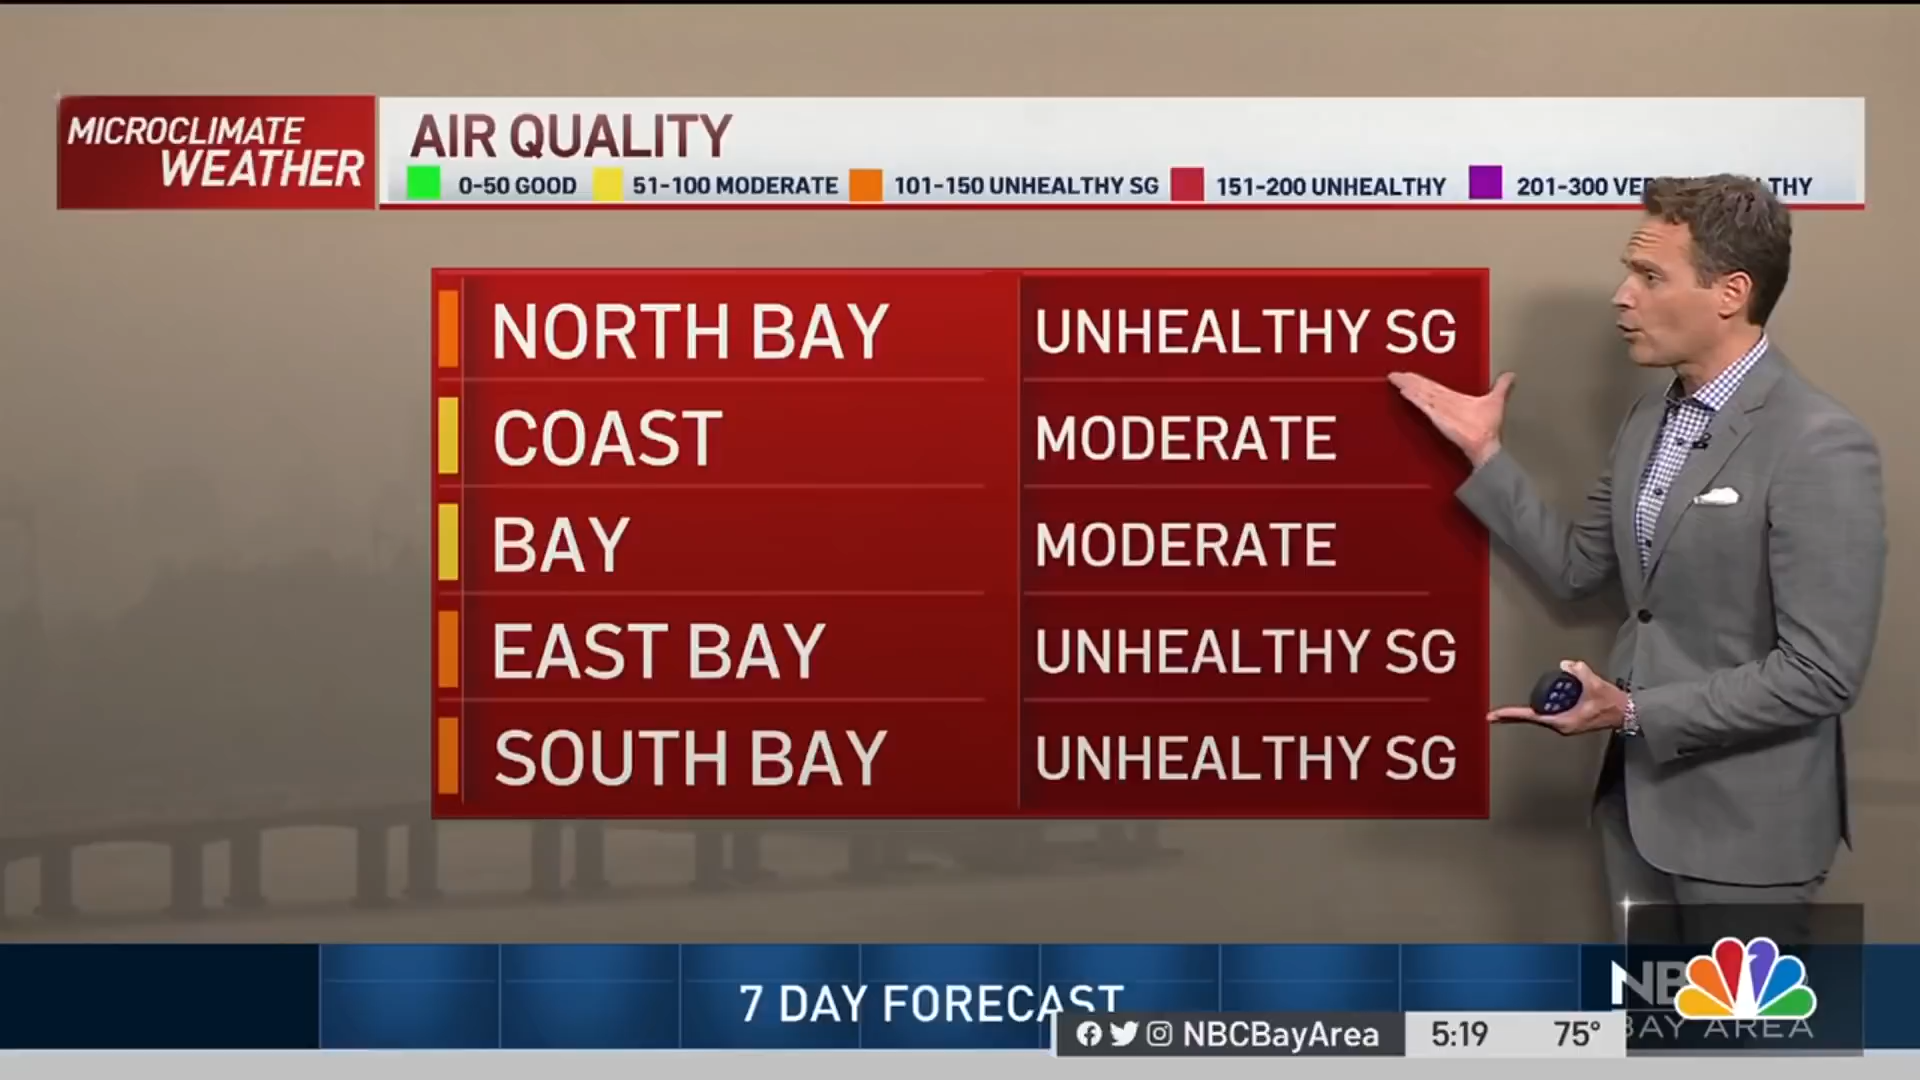 MICROCLIMATE
WEATHER
AIR QUALITY
0-50 GOOD 51-100 MODERATE 101-150 UNHEALTHY SG 151-200 UNHEALTHY 201-300
NORTH BAY UNHEALTHY SG
COAST MODERATE
BAY MODERATE
EAST BAY UNHEALTHY SG
SOUTH BAY UNHEALTHY SG
7 DAY FORECAST
NBCBayArea 5:19 75°
BAY AREA